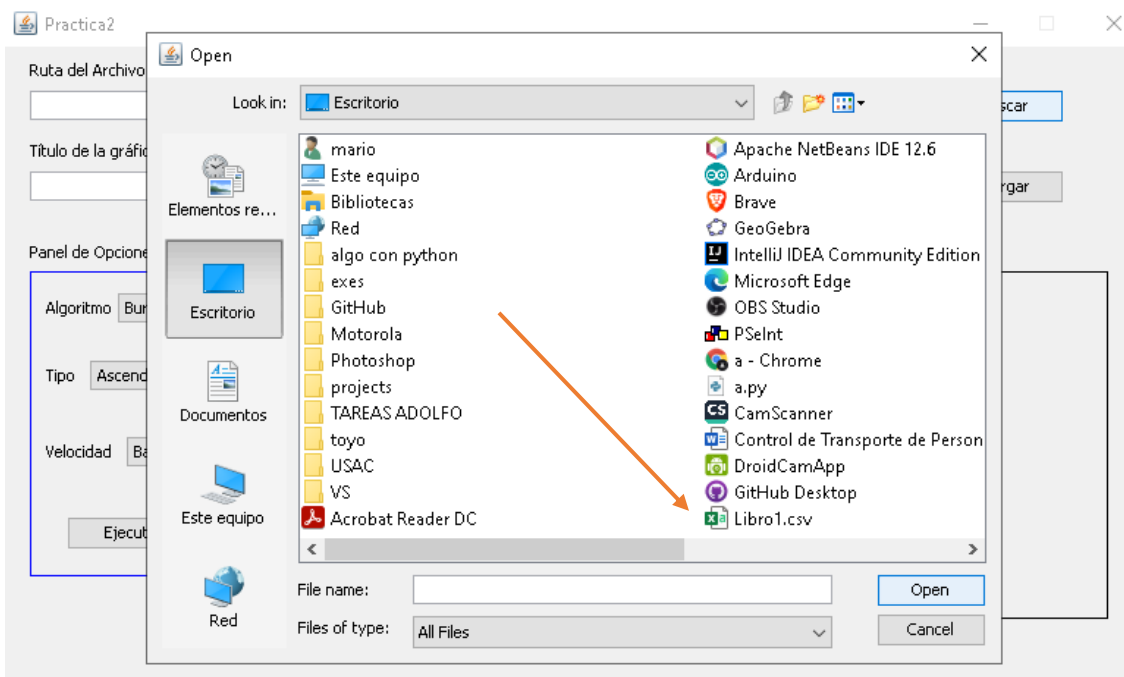 Practica2
Ruta del Archivo
scar
Título de la gráfic
rgar
Panel de Opcione
Algoritmo Bur
Tipo Ascend
Velocidad Ba
Ejecut
Open
Look in: Escritorio
Elementos re...
Escritorio
Documentos
Este equipo
Red
mario
Este equipo
Bibliotecas
Red
algo con python
exes
GitHub
Motorola
Photoshop
projects
TAREAS ADOLFO
toyo
USAC
VS
Acrobat Reader DC
Apache NetBeans IDE 12.6
Arduino
Brave
GeoGebra
IntelliJ IDEA Community Edition
Microsoft Edge
OBS Studio
PSeInt
a - Chrome
a.py
CamScanner
Control de Transporte de Person
DroidCamApp
GitHub Desktop
Libro1.csv
File name:
Open
Files of type: All Files
Cancel